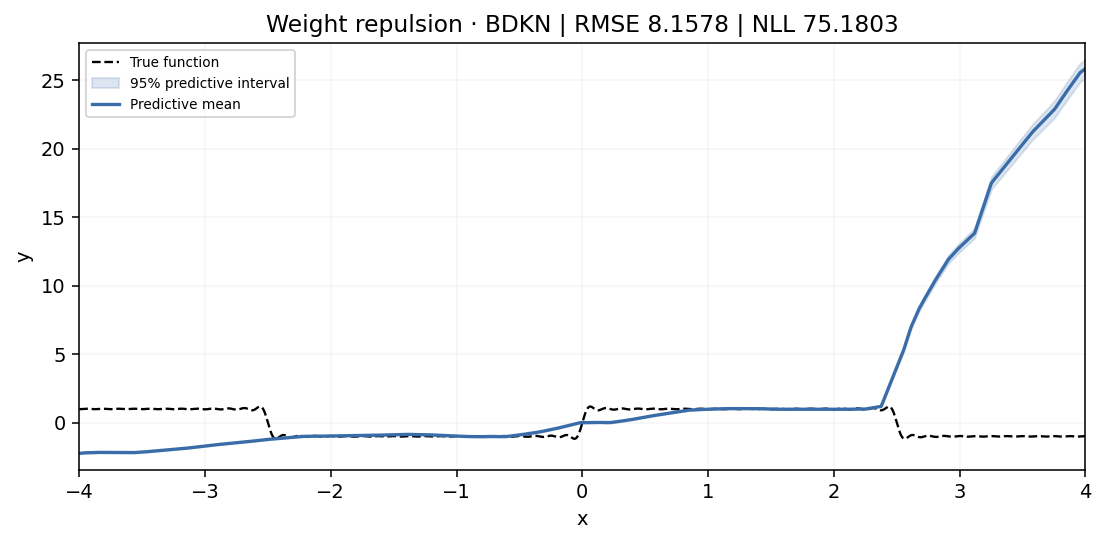 Weight repulsion · BDKN | RMSE 8.1578 | NLL 75.1803
True function
95% predictive interval
Predictive mean
25
20
15
10
5
0
y
−4 −3 −2 −1 0 1 2 3 4
x